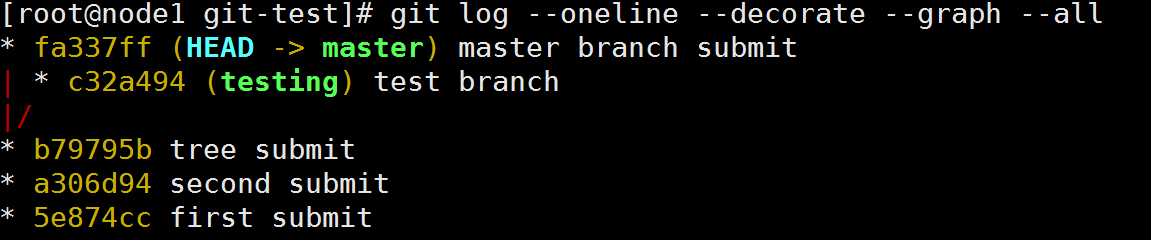 [root@node1 git-test]# git log --oneline --decorate --graph --all
* fa337ff (HEAD -> master) master branch submit
| * c32a494 (testing) test branch
|/
* b79795b tree submit
* a306d94 second submit
* 5e874cc first submit